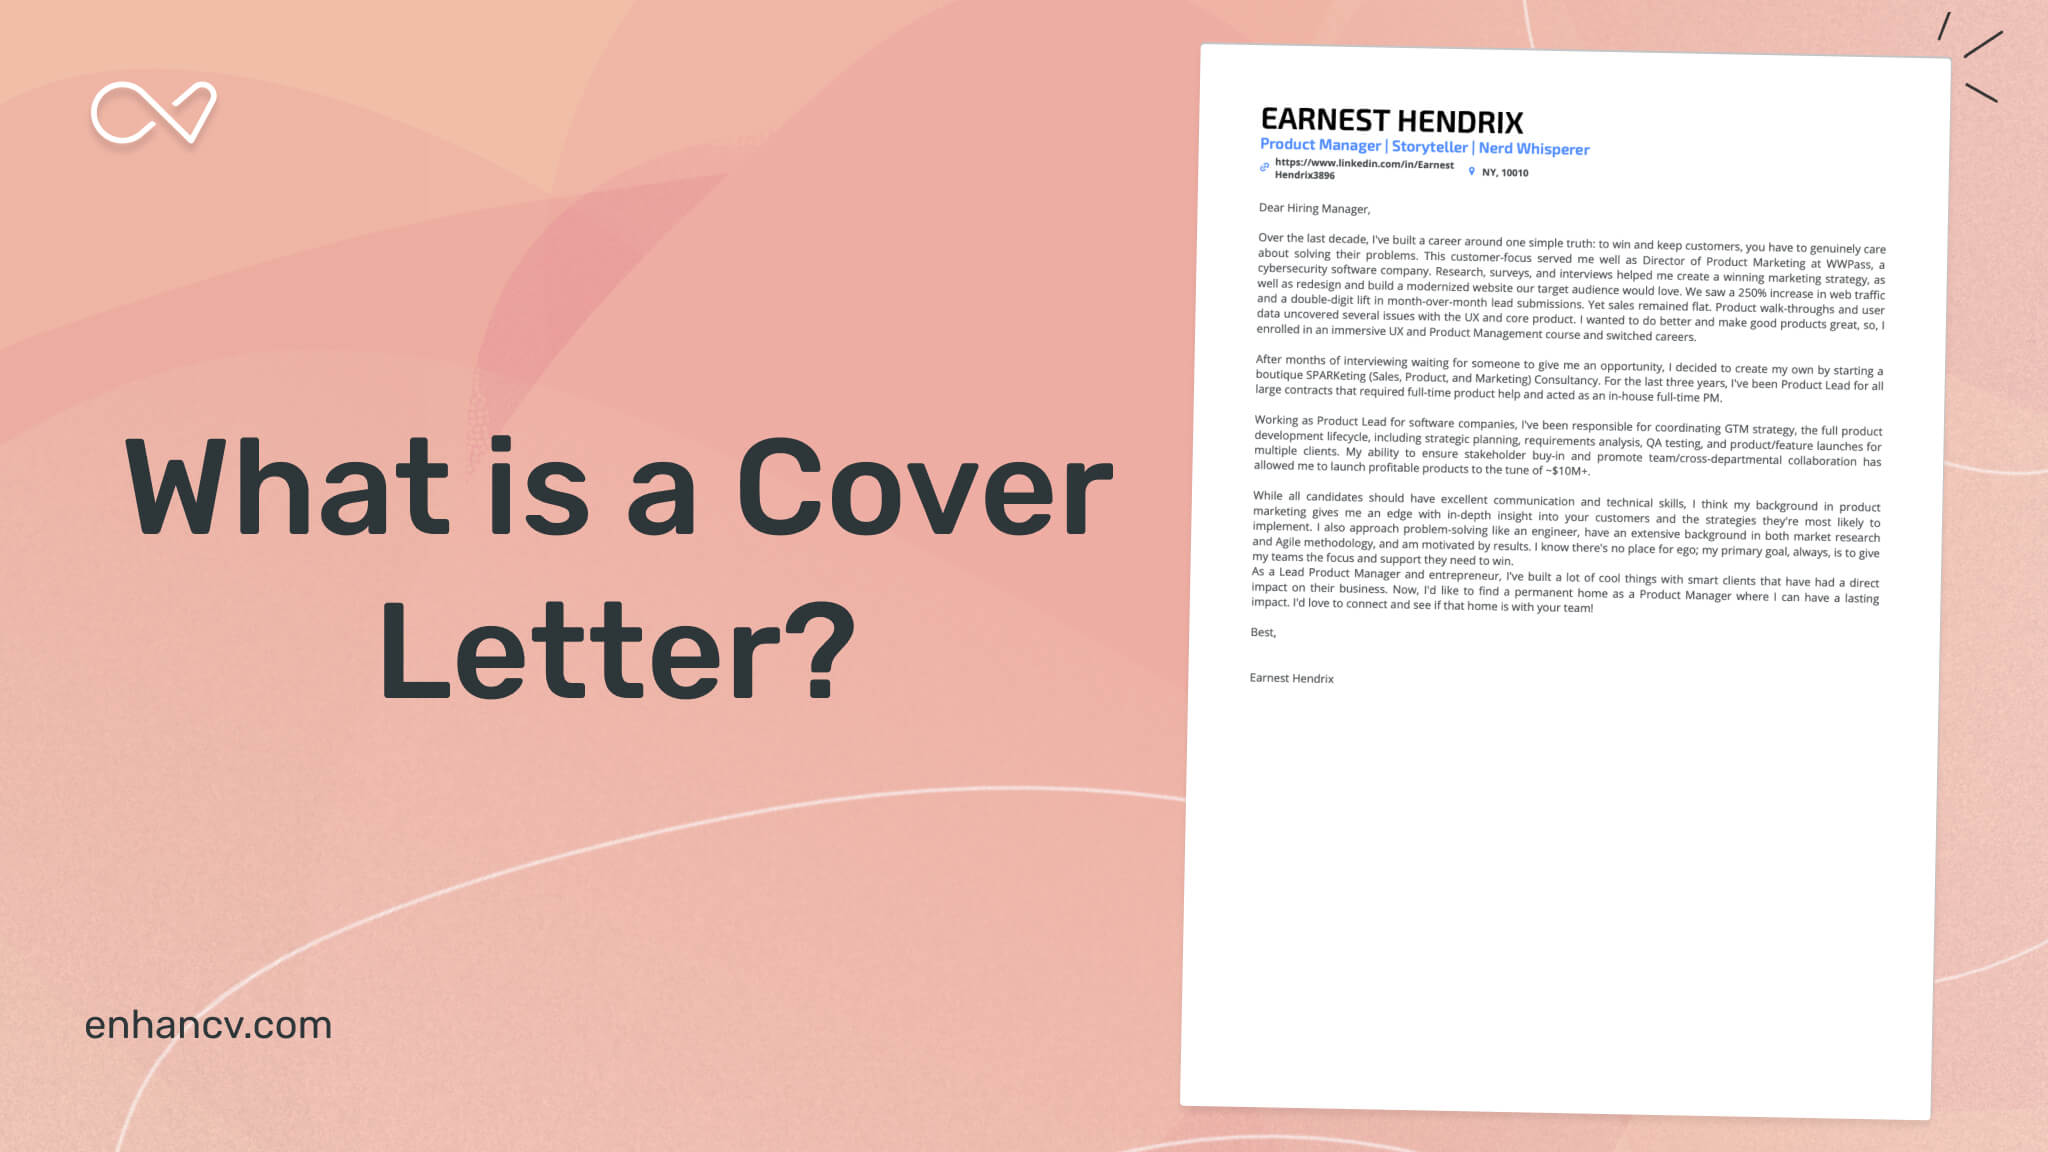 What is a Cover
Letter?
enhancv.com
EARNEST HENDRIX
Product Manager | Storyteller | Nerd Whisperer
https://www.linkedin.com/in/Earnest
Hendrix3896
NY, 10010
Dear Hiring Manager,
Over the last decade, I've built a career around one simple truth: to win and keep customers, you have to genuinely care
about solving their problems. This customer-focus served me well as Director of Product Marketing at WWPass, a
cybersecurity software company. Research, surveys, and interviews helped me create a winning marketing strategy, as
well as redesign and build a modernized website our target audience would love. We saw a 250% increase in web traffic
and a double-digit lift in month-over-month lead submissions. Yet sales remained flat. Product walk-throughs and user
data uncovered several issues with the UX and core product. I wanted to do better and make good products great, so, I
enrolled in an immersive UX and Product Management course and switched careers.
After months of interviewing waiting for someone to give me an opportunity, I decided to create my own by starting a
boutique SPARKeting (Sales, Product, and Marketing) Consultancy. For the last three years, I've been Product Lead for all
large contracts that required full-time product help and acted as an in-house full-time PM.
Working as Product Lead for software companies, I've been responsible for coordinating GTM strategy, the full product
development lifecycle, including strategic planning, requirements analysis, QA testing, and product/feature launches for
multiple clients. My ability to ensure stakeholder buy-in and promote team/cross-departmental collaboration has
allowed me to launch profitable products to the tune of ~$10M+.
While all candidates should have excellent communication and technical skills, I think my background in product
marketing gives me an edge with in-depth insight into your customers and the strategies they're most likely to
implement. I also approach problem-solving like an engineer, have an extensive background in both market research
and Agile methodology, and am motivated by results. I know there's no place for ego; my primary goal, always, is to give
my teams the focus and support they need to win.
As a Lead Product Manager and entrepreneur, I've built a lot of cool things with smart clients that have had a direct
impact on their business. Now, I'd like to find a permanent home as a Product Manager where I can have a lasting
impact. I'd love to connect and see if that home is with your team!
Best,
Earnest Hendrix